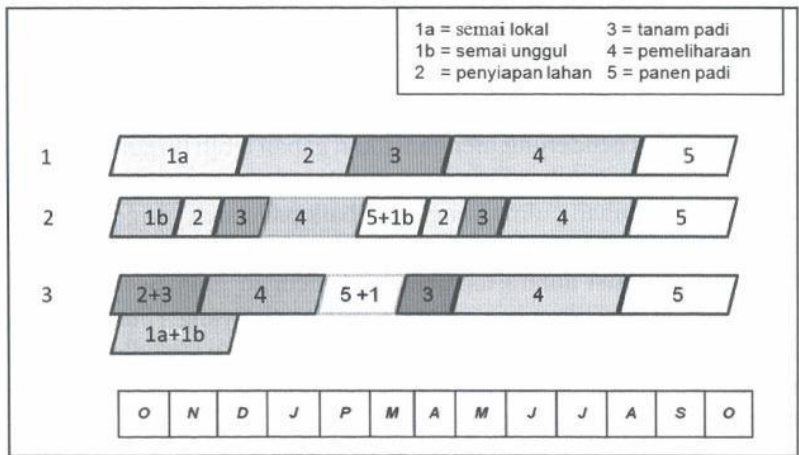 1a = semai lokal 3 = tanam padi
1b = semai unggul 4 = pemeliharaan
2 = penyiapan lahan 5 = panen padi
1 1a 2 3 4 5
2 1b 2 3 4 5+1b 2 3 4 5
3 2+3 4 5+1 3 4 5
1a+1b
O N D J P M A M J J A S O